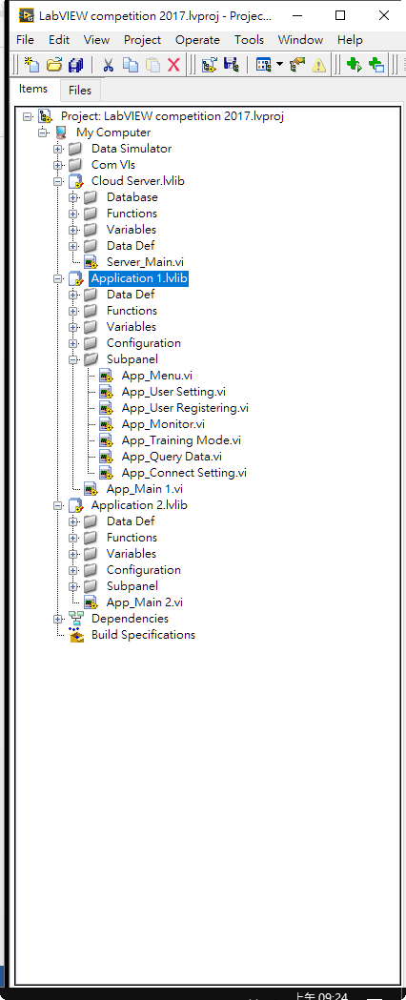 LabVIEW competition 2017.lvproj - Projec...
File Edit View Project Operate Tools Window Help
Items Files
Project: LabVIEW competition 2017.lvproj
My Computer
Data Simulator
Com VIs
Cloud Server.lvlib
Database
Functions
Variables
Data Def
Server_Main.vi
Application 1.lvlib
Data Def
Functions
Variables
Configuration
Subpanel
App_Menu.vi
App_User Setting.vi
App_User Registering.vi
App_Monitor.vi
App_Training Mode.vi
App_Query Data.vi
App_Connect Setting.vi
App_Main 1.vi
Application 2.lvlib
Data Def
Functions
Variables
Configuration
Subpanel
App_Main 2.vi
Dependencies
Build Specifications
上午 09:24